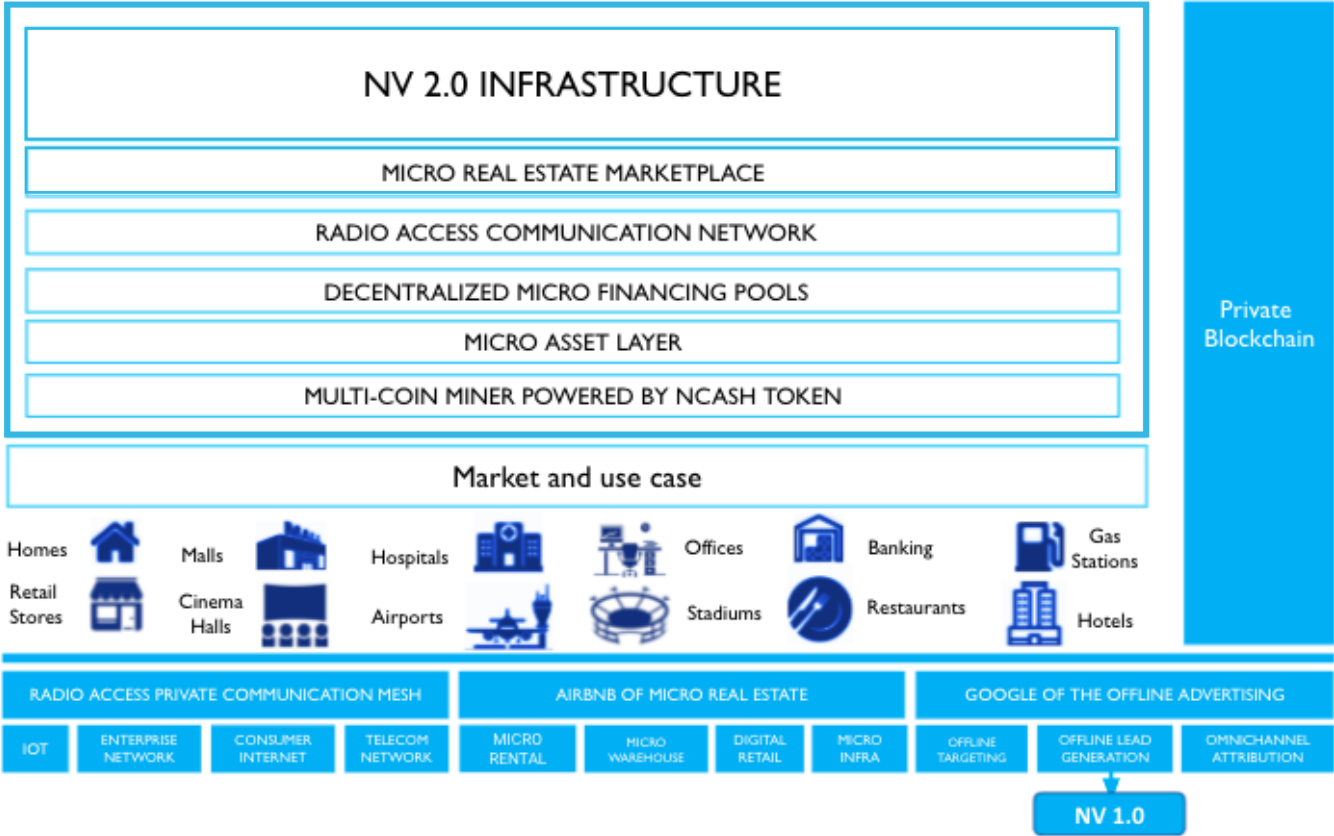 NV 2.0 INFRASTRUCTURE
MICRO REAL ESTATE MARKETPLACE
RADIO ACCESS COMMUNICATION NETWORK
DECENTRALIZED MICRO FINANCING POOLS
MICRO ASSET LAYER
MULTI-COIN MINER POWERED BY NCASH TOKEN
Private
Blockchain
Market and use case
Homes
Malls
Hospitals
Offices
Banking
Gas
Stations
Retail
Stores
Cinema
Halls
Airports
Stadiums
Restaurants
Hotels
RADIO ACCESS PRIVATE COMMUNICATION MESH
AIRBNB OF MICRO REAL ESTATE
GOOGLE OF THE OFFLINE ADVERTISING
IOT
ENTERPRISE
NETWORK
CONSUMER
INTERNET
TELECOM
NETWORK
MICRO
RENTAL
MICRO
WAREHOUSE
DIGITAL
RETAIL
MICRO
INFRA
OFFLINE
TARGETING
OFFLINE LEAD
GENERATION
OMNICHANNEL
ATTRIBUTION
NV 1.0